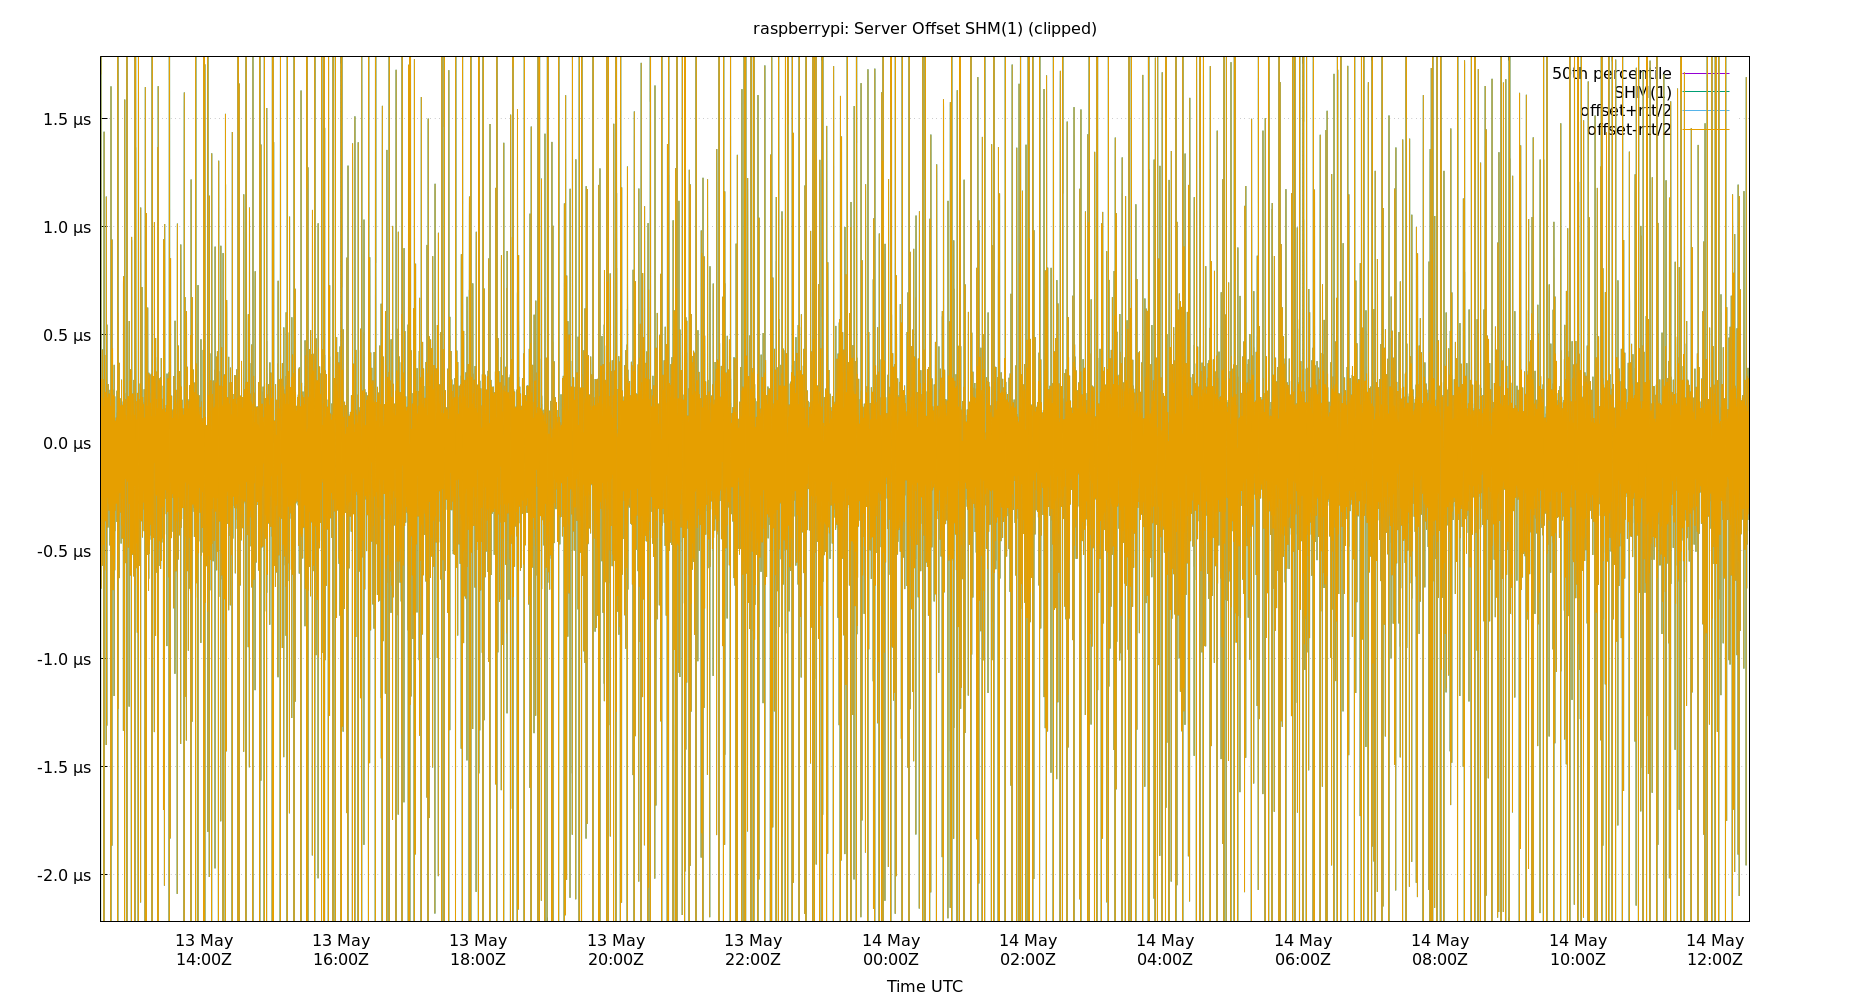 raspberrypi: Server Offset SHM(1) (clipped)
50th percentile
SHM(1)
offset+rtt/2
offset-rtt/2
1.5 µs
1.0 µs
0.5 µs
0.0 µs
-0.5 µs
-1.0 µs
-1.5 µs
-2.0 µs
13 May 13 May 13 May 13 May 13 May 14 May 14 May 14 May 14 May 14 May 14 May 14 May
14:00Z 16:00Z 18:00Z 20:00Z 22:00Z 00:00Z 02:00Z 04:00Z 06:00Z 08:00Z 10:00Z 12:00Z
Time UTC